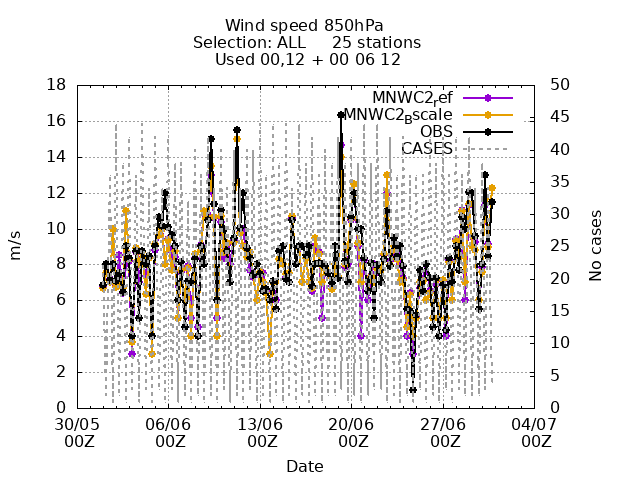 Wind speed 850hPa
Selection: ALL 25 stations
Used 00,12 + 00 06 12
18
16
14
12
10
8
6
4
2
0
m/s
50
45
40
35
30
25
20
15
10
5
0
No cases
MNWC2ref
MNWC2Bscale
OBS
CASES
30/05 06/06 13/06 20/06 27/06 04/07
00Z 00Z 00Z 00Z 00Z 00Z
Date